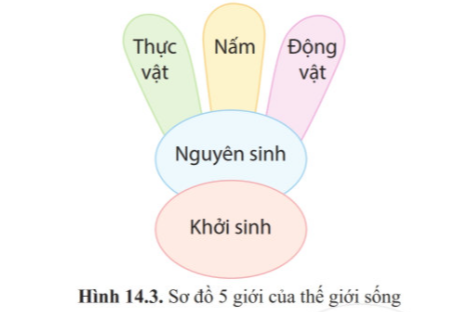 Thực
vật
Nấm
Động
vật
Nguyên sinh
Khởi sinh
Hình 14.3. Sơ đồ 5 giới của thế giới sống